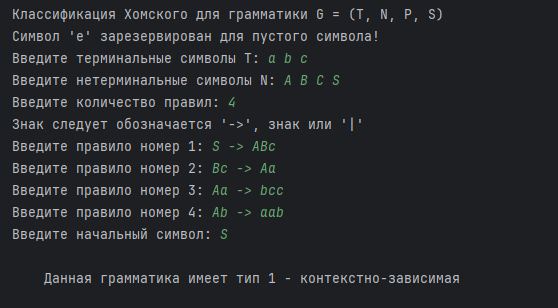 Классификация Хомского для грамматики G = (T, N, P, S)
Символ 'e' зарезервирован для пустого символа!
Введите терминальные символы T: a b c
Введите нетерминальные символы N: A B C S
Введите количество правил: 4
Знак следует обозначается '->', знак или '|'
Введите правило номер 1: S -> ABc
Введите правило номер 2: Bc -> Aa
Введите правило номер 3: Aa -> bcc
Введите правило номер 4: Ab -> aab
Введите начальный символ: S
Данная грамматика имеет тип 1 - контекстно-зависимая